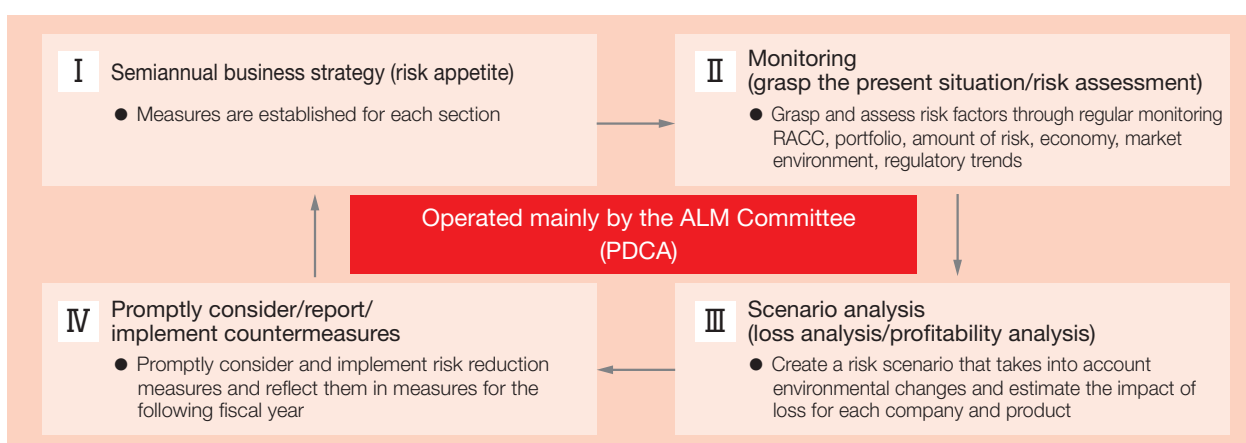 Ⅰ
Semiannual business strategy (risk appetite)
● Measures are established for each section
Ⅱ
Monitoring
(grasp the present situation/risk assessment)
● Grasp and assess risk factors through regular monitoring
RACC, portfolio, amount of risk, economy, market
environment, regulatory trends
Operated mainly by the ALM Committee
(PDCA)
Ⅳ
Promptly consider/report/
implement countermeasures
● Promptly consider and implement risk reduction
measures and reflect them in measures for the
following fiscal year
Ⅲ
Scenario analysis
(loss analysis/profitability analysis)
● Create a risk scenario that takes into account
environmental changes and estimate the impact of
loss for each company and product